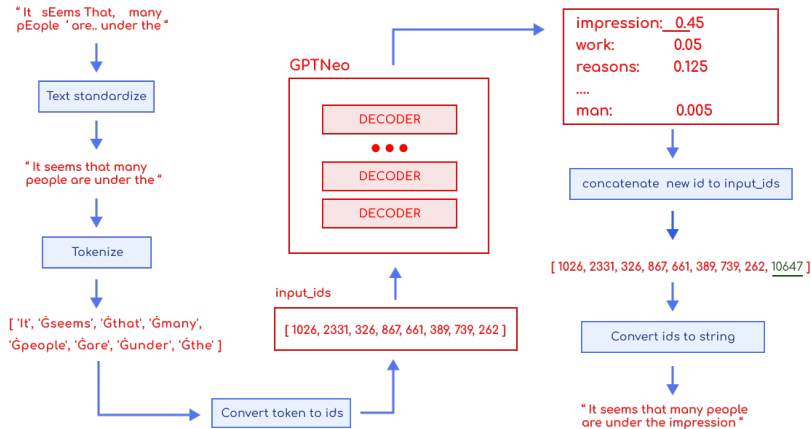 “ It sEems That, many
pEople ‘ are.. under the “
Text standardize
“ It seems that many
people are under the “
Tokenize
[ 'It', 'Ġseems', 'Ġthat', 'Ġmany',
'Ġpeople', 'Ġare', 'Ġunder', 'Ġthe' ]
Convert token to ids
input_ids
[ 1026, 2331, 326, 867, 661, 389, 739, 262 ]
GPTNeo
DECODER
DECODER
DECODER
impression: 0.45
work: 0.05
reasons: 0.125
....
man: 0.005
concatenate new id to input_ids
[ 1026, 2331, 326, 867, 661, 389, 739, 262, 10647 ]
Convert ids to string
“ It seems that many people
are under the impression “